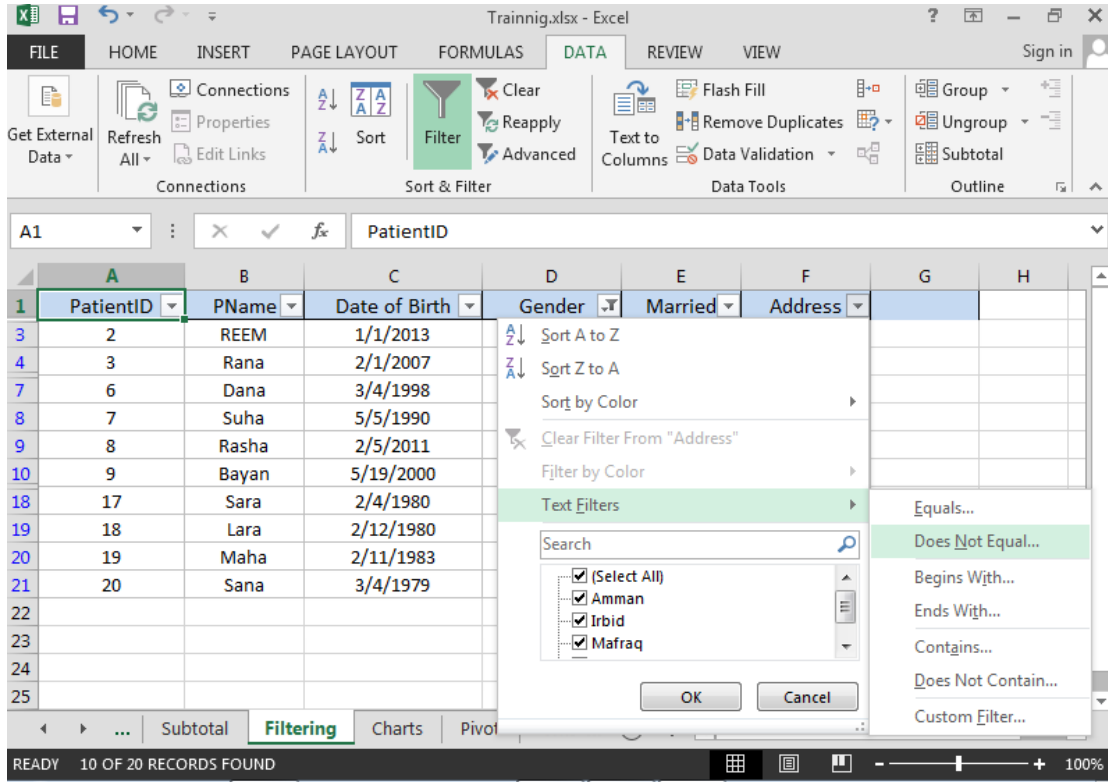 Trainnig.xlsx - Excel
FILE HOME INSERT PAGE LAYOUT FORMULAS DATA REVIEW VIEW Sign in
Get External Data
Refresh All
Connections
Properties
Edit Links
Connections
Sort
Filter
Clear
Reapply
Advanced
Sort & Filter
Text to Columns
Flash Fill
Remove Duplicates
Data Validation
Data Tools
Group
Ungroup
Subtotal
Outline
A1 fx PatientID
A B C D E F G H
1 PatientID PName Date of Birth Gender Married Address
3 2 REEM 1/1/2013
4 3 Rana 2/1/2007
7 6 Dana 3/4/1998
8 7 Suha 5/5/1990
9 8 Rasha 2/5/2011
10 9 Bayan 5/19/2000
18 17 Sara 2/4/1980
19 18 Lara 2/12/1980
20 19 Maha 2/11/1983
21 20 Sana 3/4/1979
22
23
24
25
Sort A to Z
Sort Z to A
Sort by Color
Clear Filter From "Address"
Filter by Color
Text Filters
Search
(Select All)
Amman
Irbid
Mafraq
OK Cancel
Equals...
Does Not Equal...
Begins With...
Ends With...
Contains...
Does Not Contain...
Custom Filter...
... Subtotal Filtering Charts Pivot
READY 10 OF 20 RECORDS FOUND 100%